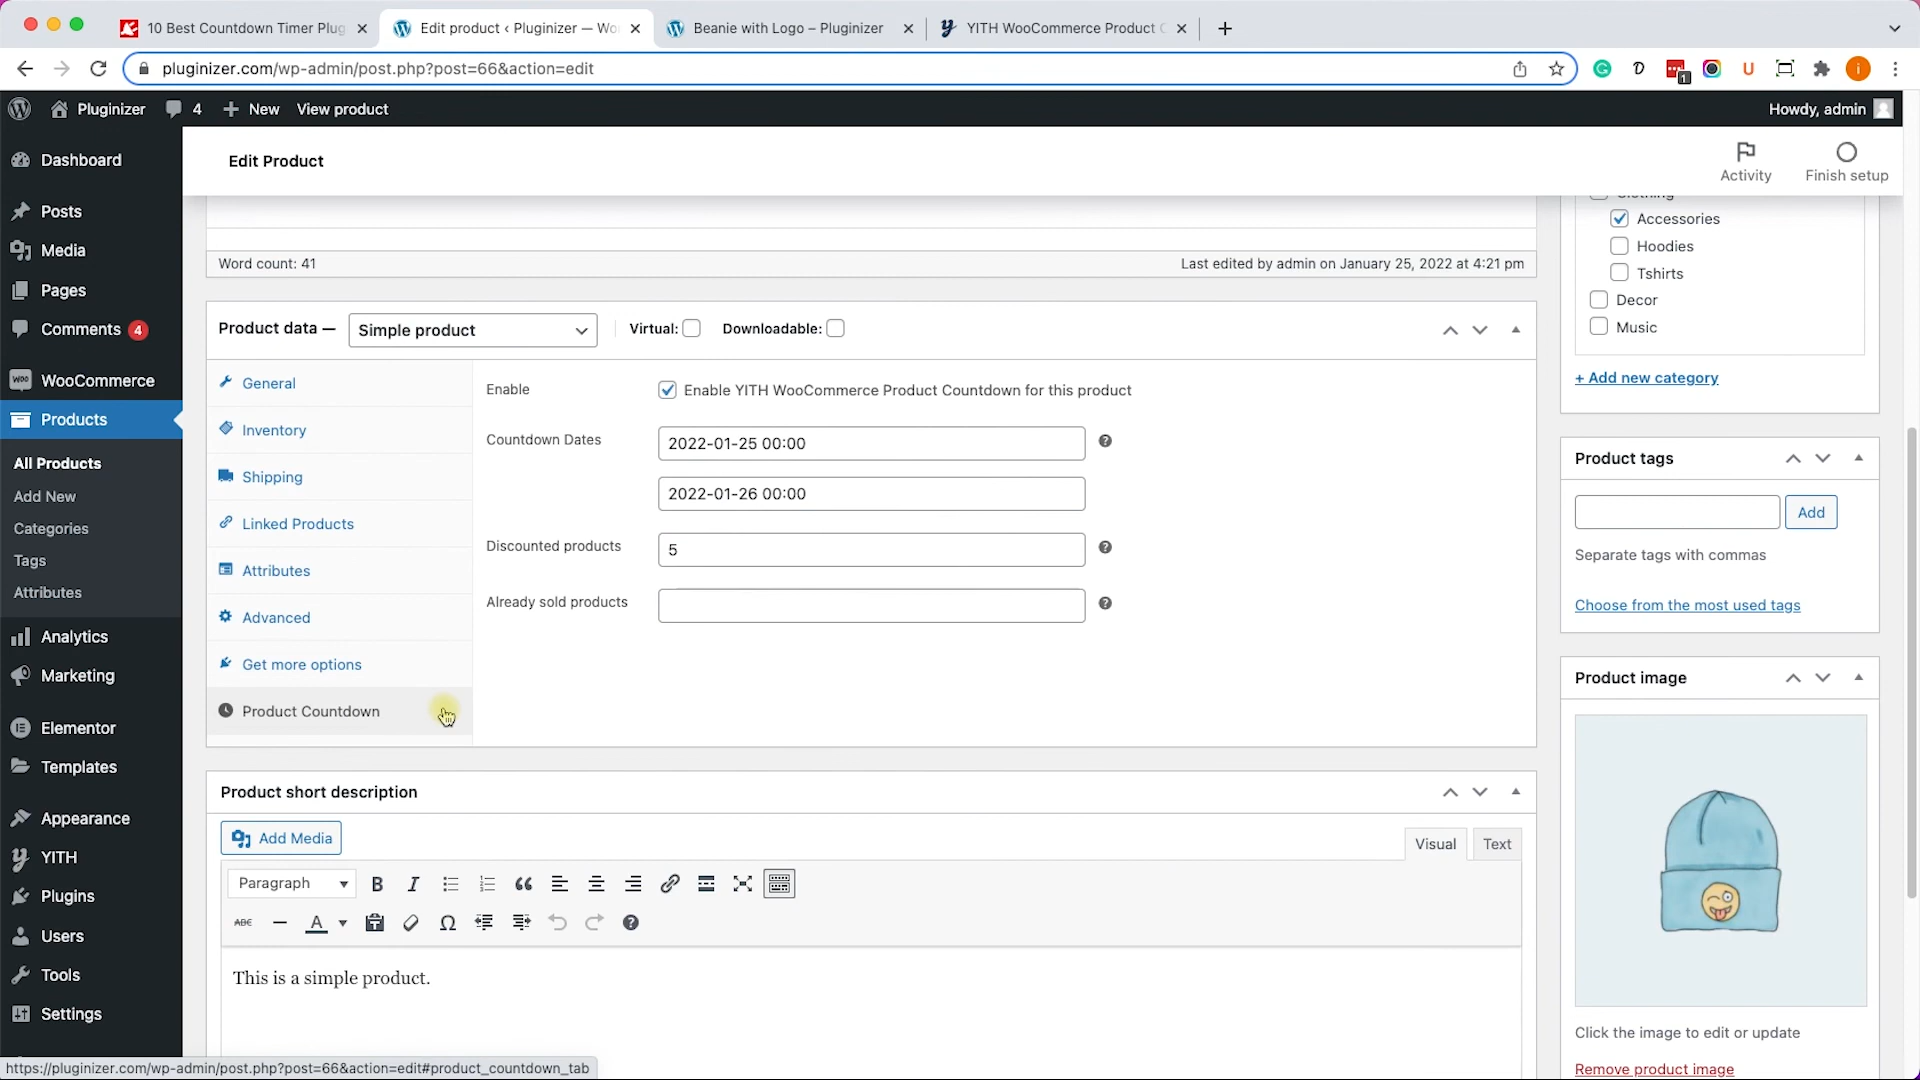 10 Best Countdown Timer Plug
Edit product ‹ Pluginizer — Wo
Beanie with Logo – Pluginizer
YITH WooCommerce Product C
pluginizer.com/wp-admin/post.php?post=66&action=edit
Pluginizer
4
New
View product
Howdy, admin
Dashboard
Posts
Media
Pages
Comments 4
WooCommerce
Products
All Products
Add New
Categories
Tags
Attributes
Analytics
Marketing
Elementor
Templates
Appearance
YITH
Plugins
Users
Tools
Settings
Edit Product
Activity
Finish setup
Word count: 41
Last edited by admin on January 25, 2022 at 4:21 pm
Product data —
Simple product
Virtual:
Downloadable:
General
Inventory
Shipping
Linked Products
Attributes
Advanced
Get more options
Product Countdown
Enable
Enable YITH WooCommerce Product Countdown for this product
Countdown Dates
2022-01-25 00:00
2022-01-26 00:00
Discounted products
5
Already sold products
Product short description
Add Media
Visual
Text
Paragraph
ABC
This is a simple product.
Accessories
Hoodies
Tshirts
Decor
Music
+ Add new category
Product tags
Add
Separate tags with commas
Choose from the most used tags
Product image
Click the image to edit or update
Remove product image
https://pluginizer.com/wp-admin/post.php?post=66&action=edit#product_countdown_tab